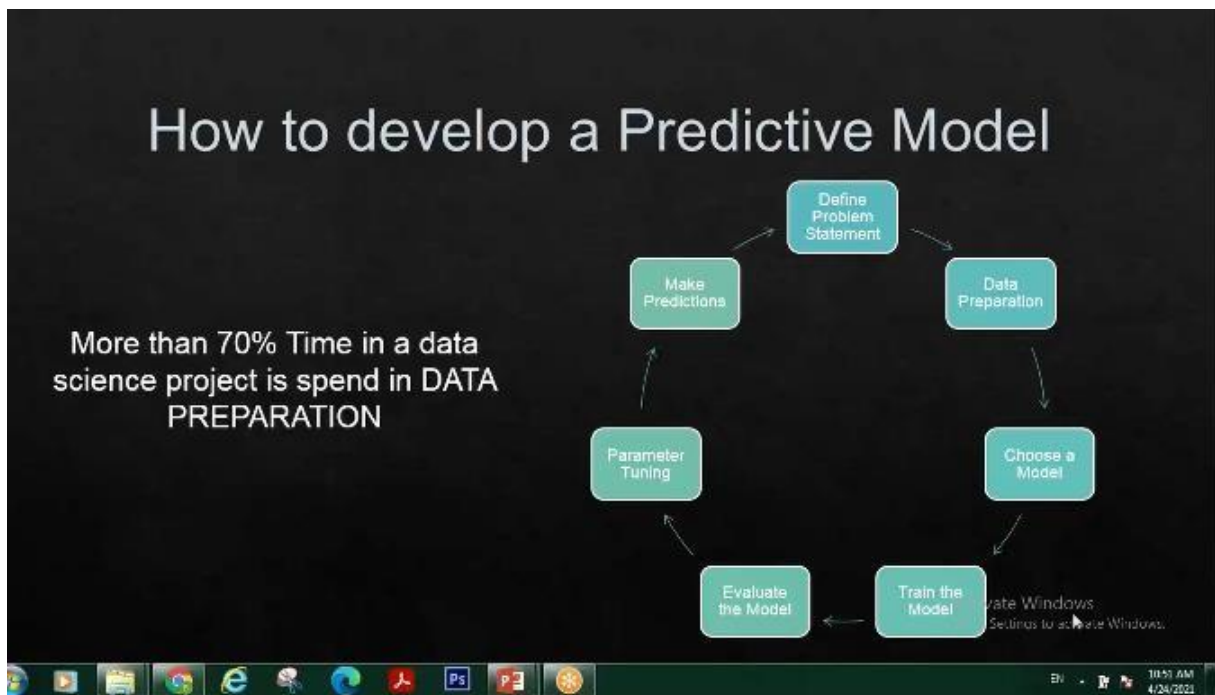 How to develop a Predictive Model
More than 70% Time in a data
science project is spend in DATA
PREPARATION
Define
Problem
Statement
Data
Preparation
Choose a
Model
Train the
Model
Evaluate
the Model
Parameter
Tuning
Make
Predictions
vate Windows
Settings to activate Windows.
Ps
EN
10:51 AM
4/24/2021